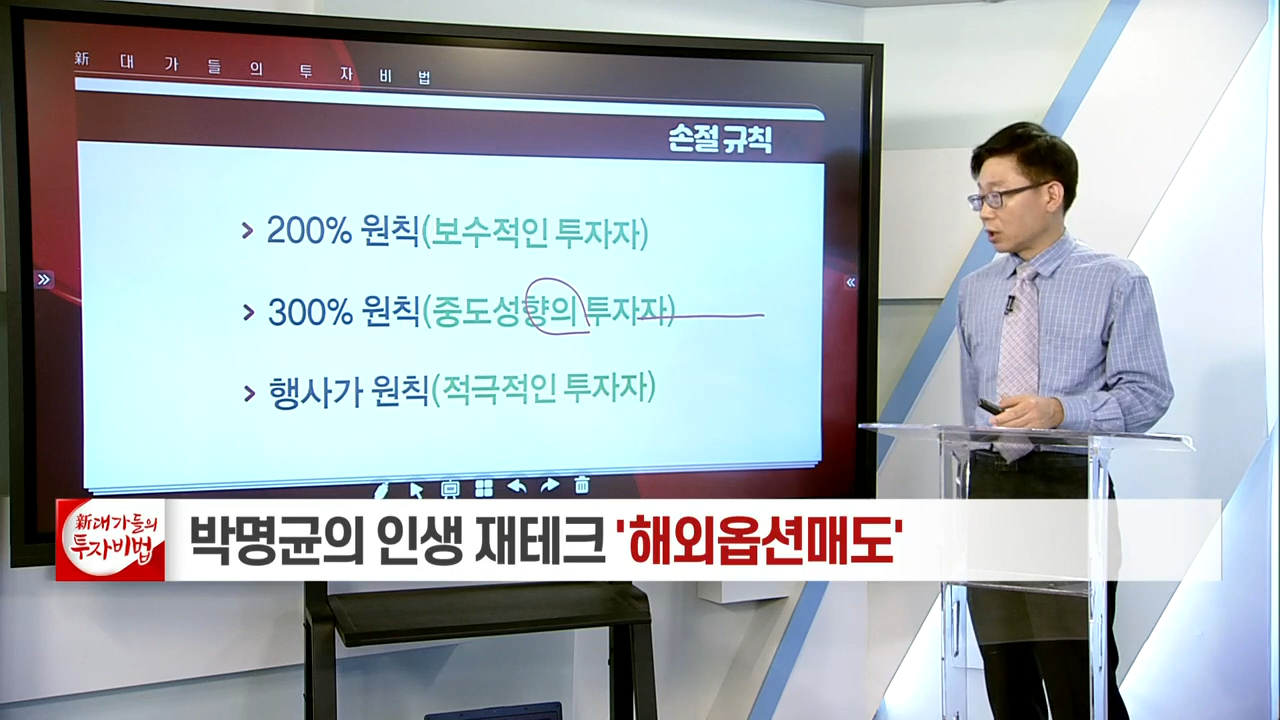 新 대 가 들 의 투 자 비 법
손절 규칙
200% 원칙(보수적인 투자자)
300% 원칙(중도성향의 투자자)
행사가 원칙(적극적인 투자자)
新대가들의
투자비법
박명균의 인생 재테크 '해외옵션매도'